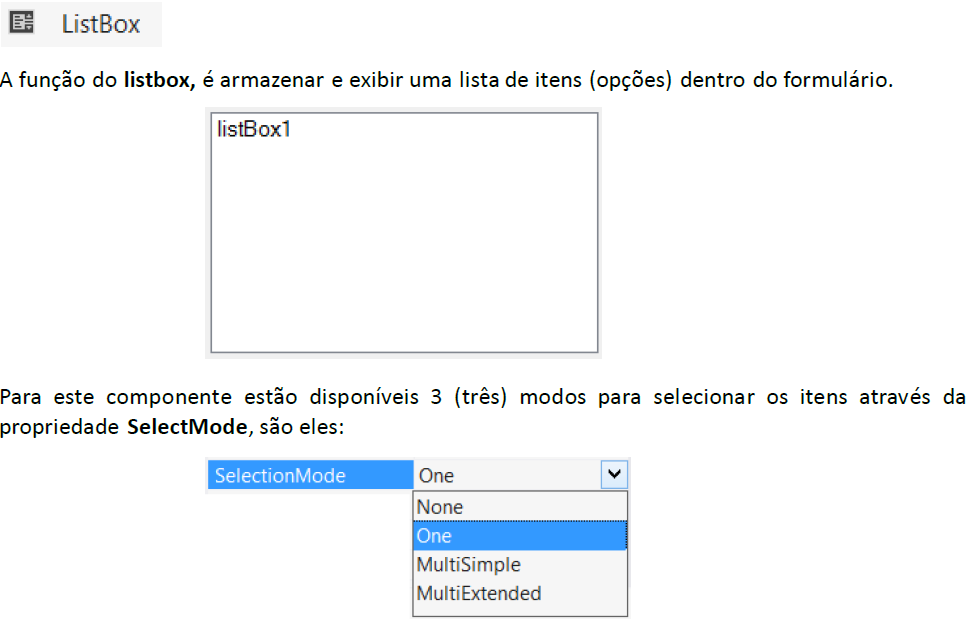 ListBox
A função do listbox, é armazenar e exibir uma lista de itens (opções) dentro do formulário.
listBox1
Para este componente estão disponíveis 3 (três) modos para selecionar os itens através da
propriedade SelectMode, são eles:
SelectionMode One
None
One
MultiSimple
MultiExtended